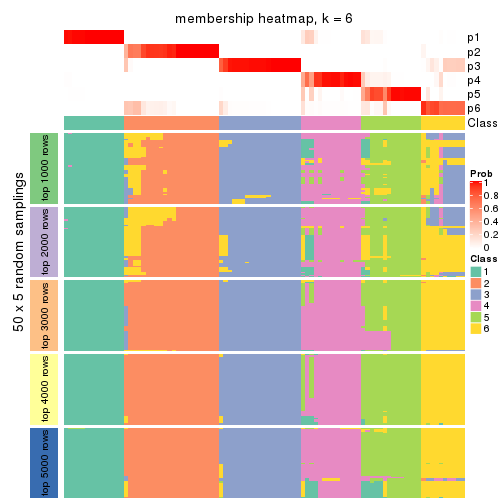 membership heatmap, k = 6
p1
p2
p3
p4
p5
p6
Class
50 x 5 random samplings
top 1000 rows
top 2000 rows
top 3000 rows
top 4000 rows
top 5000 rows
Prob
1
0.8
0.6
0.4
0.2
0
Class
1
2
3
4
5
6